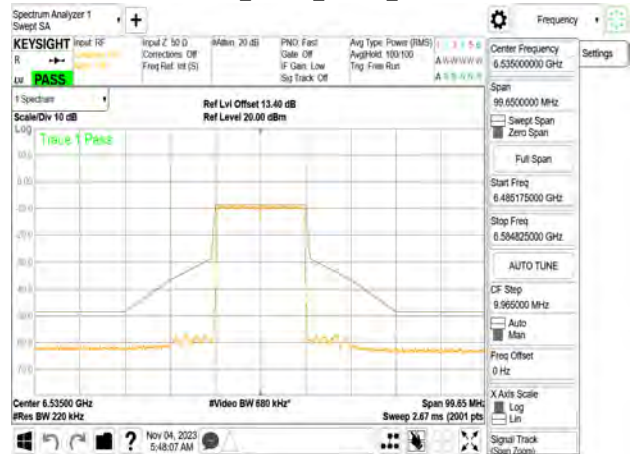 Spectrum Analyzer 1
Swept SA
Frequency
KEYSIGHT
Input: RF
Input Z: 50 Ω
Corrections: Off
Freq Ref: Int (S)
#Atten: 20 dB
PNO: Fast
Gate: Off
IF Gain: Low
Sig Track: Off
Avg Type: Power (RMS)
Avg|Hold: 100/100
Trig: Free Run
PASS
1 Spectrum
Scale/Div 10 dB
Ref Lvl Offset 13.40 dB
Ref Level 20.00 dBm
Log
Trace 1 Pass
Center 6.53500 GHz
#Res BW 220 kHz
#Video BW 680 kHz*
Span 99.65 MHz
Sweep 2.67 ms (2001 pts
Center Frequency
6.535000000 GHz
Settings
Span
99.6500000 MHz
Swept Span
Zero Span
Full Span
Start Freq
6.485175000 GHz
Stop Freq
6.584825000 GHz
AUTO TUNE
CF Step
9.965000 MHz
Auto
Man
Freq Offset
0 Hz
X Axis Scale
Log
Lin
Signal Track
(Span Zoom)
Nov 04, 2023
5:48:07 AM